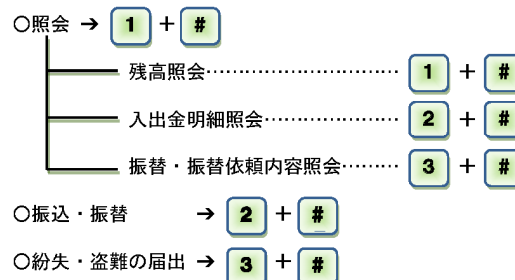 ○照会 → 1 + #
残高照会………………………… 1 + #
入出金明細照会………………… 2 + #
振替・振替依頼内容照会……… 3 + #
○振込・振替 → 2 + #
○紛失・盗難の届出 → 3 + #